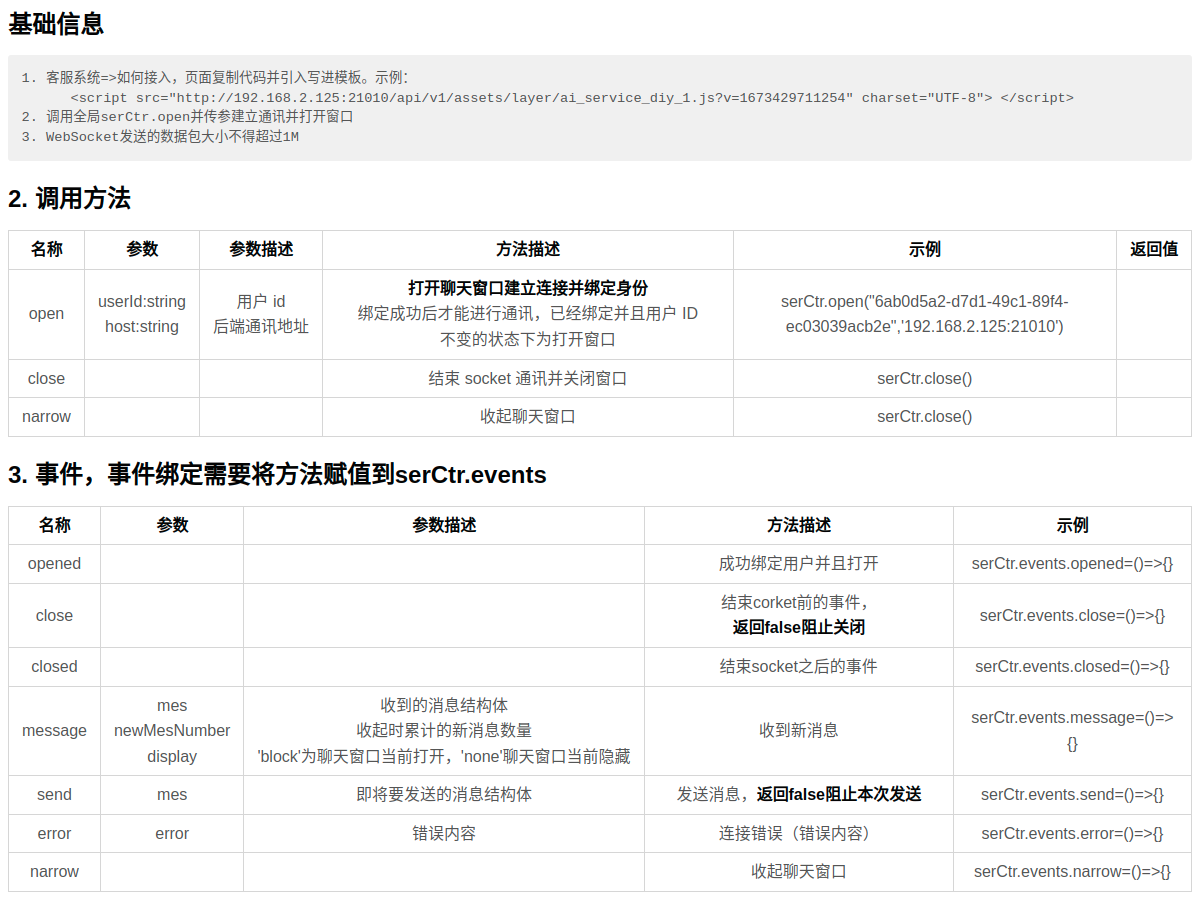 基础信息
1. 客服系统=>如何接入，页面复制代码并引入写进模板。示例：
<script src="http://192.168.2.125:21010/api/v1/assets/layer/ai_service_diy_1.js?v=1673429711254" charset="UTF-8"> </script>
2. 调用全局serCtr.open并传参建立通讯并打开窗口
3. WebSocket发送的数据包大小不得超过1M
2. 调用方法
名称 参数 参数描述 方法描述 示例 返回值
open
userId:string
host:string
用户 id
后端通讯地址
打开聊天窗口建立连接并绑定身份
绑定成功后才能进行通讯，已经绑定并且用户 ID
不变的状态下为打开窗口
serCtr.open("6ab0d5a2-d7d1-49c1-89f4-
ec03039acb2e",'192.168.2.125:21010')
close 结束 socket 通讯并关闭窗口 serCtr.close()
narrow 收起聊天窗口 serCtr.close()
3. 事件，事件绑定需要将方法赋值到serCtr.events
名称 参数 参数描述 方法描述 示例
opened 成功绑定用户并且打开 serCtr.events.opened=()=>{}
close
结束corket前的事件，
返回false阻止关闭
serCtr.events.close=()=>{}
closed 结束socket之后的事件 serCtr.events.closed=()=>{}
message
mes
newMesNumber
display
收到的消息结构体
收起时累计的新消息数量
'block'为聊天窗口当前打开，'none'聊天窗口当前隐藏
收到新消息
serCtr.events.message=()=>
{}
send mes 即将要发送的消息结构体 发送消息，返回false阻止本次发送 serCtr.events.send=()=>{}
error error 错误内容 连接错误（错误内容） serCtr.events.error=()=>{}
narrow 收起聊天窗口 serCtr.events.narrow=()=>{}